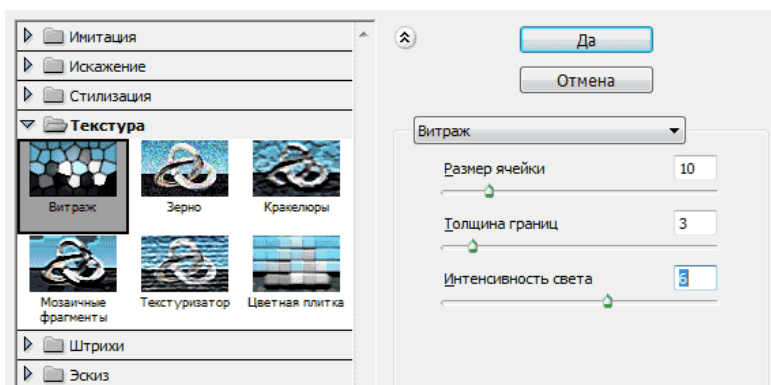 Имитация
Искажение
Стилизация
Текстура
Витраж
Зерно
Кракелюры
Мозаичные
фрагменты
Текстуризатор
Цветная плитка
Штрихи
Эскиз
Да
Отмена
Витраж
Размер ячейки 10
Толщина границ 3
Интенсивность света 6